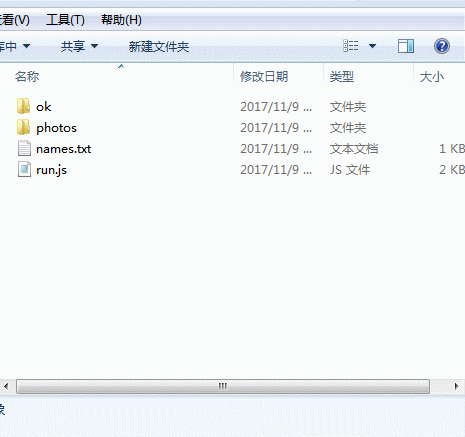 查看(V) 工具(T) 帮助(H)
库中 共享 新建文件夹
名称 修改日期 类型 大小
ok 2017/11/9 ... 文件夹
photos 2017/11/9 ... 文件夹
names.txt 2017/11/9 ... 文本文档 1 KB
run.js 2017/11/9 ... JS 文件 2 KB
象